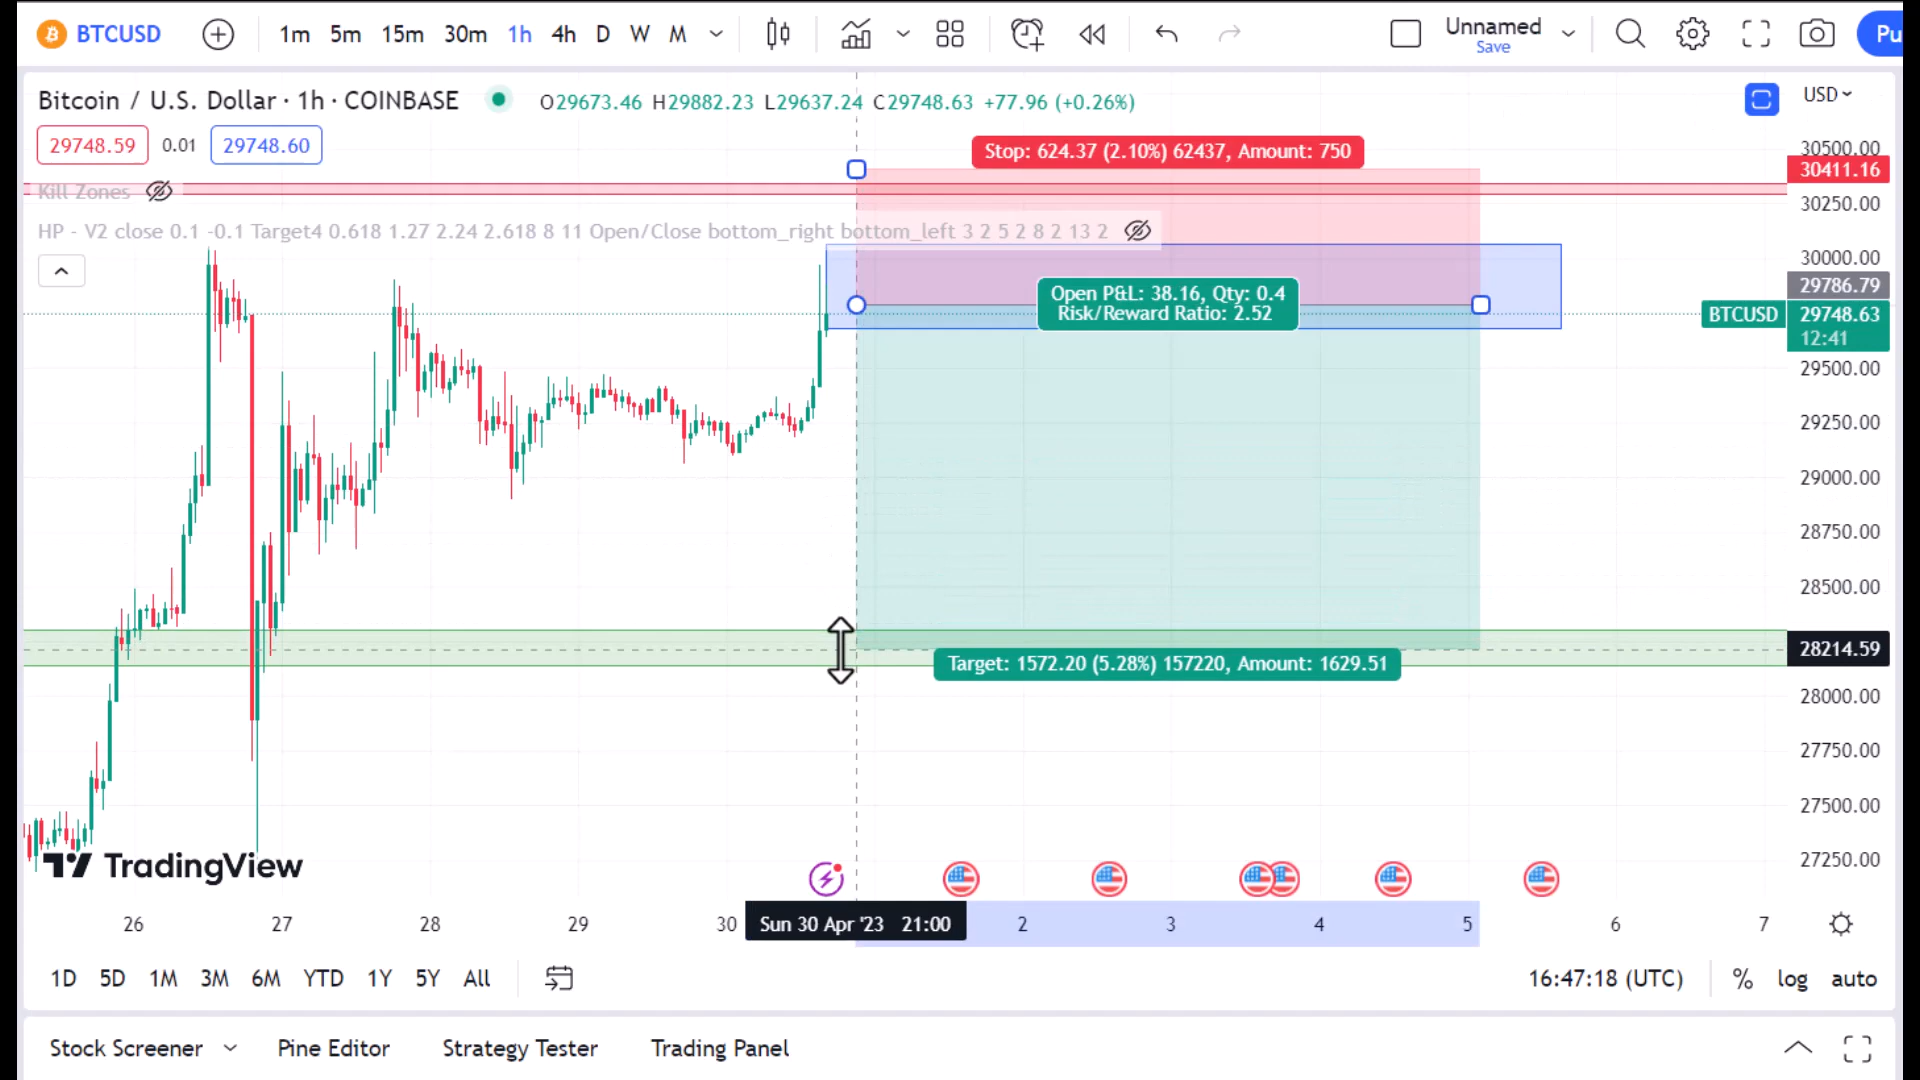 BTCUSD 1m 5m 15m 30m 1h 4h D W M Unnamed Save Pu
Bitcoin / U.S. Dollar · 1h · COINBASE O29673.46 H29882.23 L29637.24 C29748.63 +77.96 (+0.26%) USD
29748.59 0.01 29748.60
Stop: 624.37 (2.10%) 62437, Amount: 750
30500.00
30411.16
Kill Zones
30250.00
HP - V2 close 0.1 -0.1 Target4 0.618 1.27 2.24 2.618 8 11 Open/Close bottom_right bottom_left 3 2 5 2 8 2 13 2
30000.00
29786.79
Open P&L: 38.16, Qty: 0.4
Risk/Reward Ratio: 2.52
BTCUSD 29748.63
12:41
29500.00
29250.00
29000.00
28750.00
28500.00
28214.59
Target: 1572.20 (5.28%) 157220, Amount: 1629.51
28000.00
27750.00
27500.00
27250.00
TradingView
26 27 28 29 30 Sun 30 Apr '23 21:00 2 3 4 5 6 7
1D 5D 1M 3M 6M YTD 1Y 5Y All 16:47:18 (UTC) % log auto
Stock Screener Pine Editor Strategy Tester Trading Panel